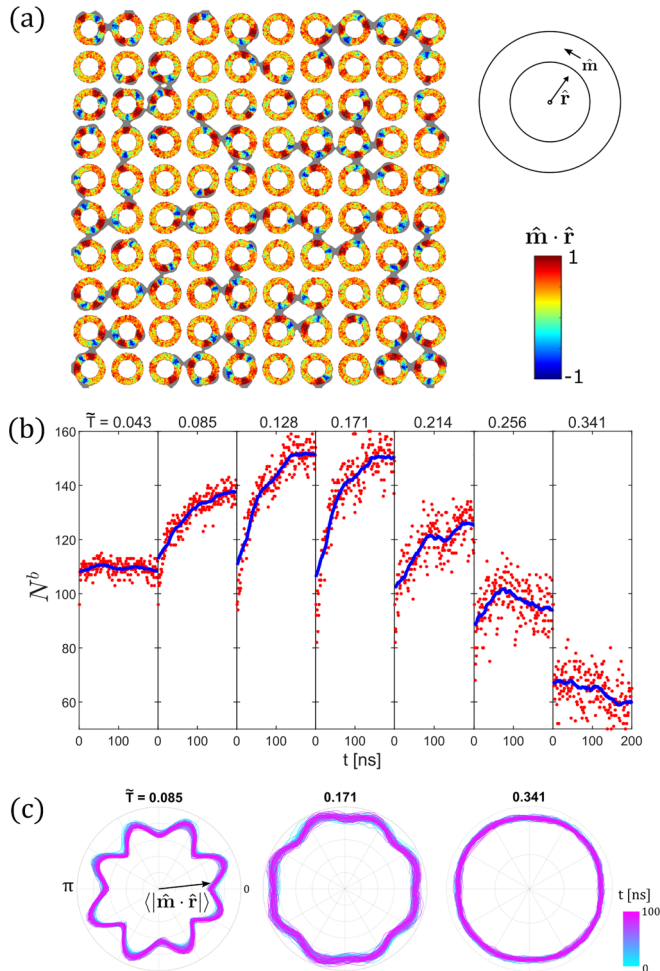 (a)
m̂
r̂
m̂ · r̂
1
-1
(b)
T̃ = 0.043 0.085 0.128 0.171 0.214 0.256 0.341
160
140
120
100
80
60
N^b
0 100 0 100 0 100 0 100 0 100 0 100 0 100 200
t [ns]
(c)
T̃ = 0.085 0.171 0.341
π
0
⟨|m̂ · r̂|⟩
t [ns]
100
0